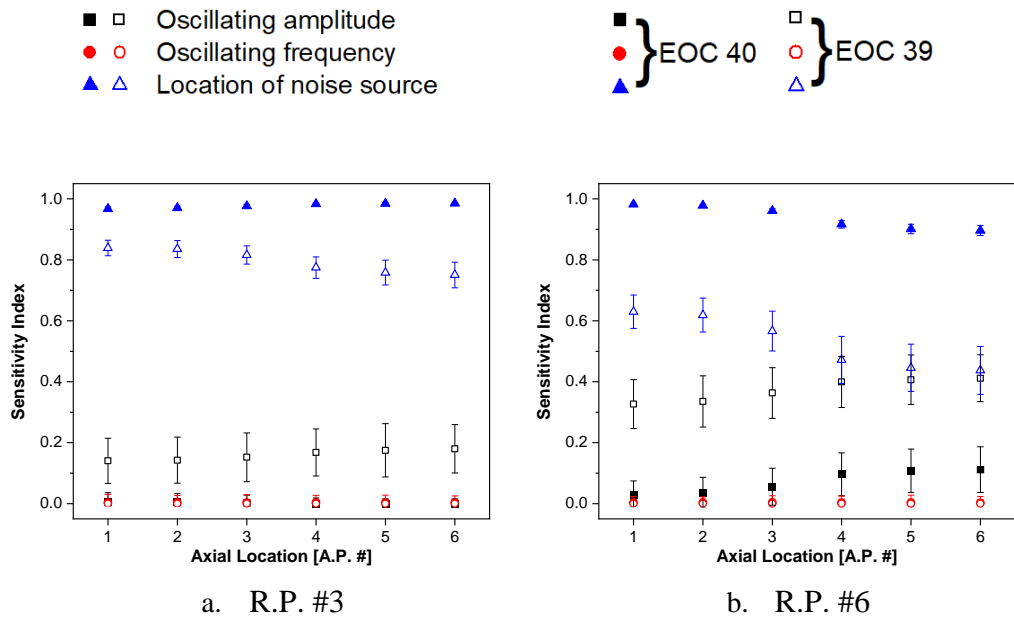 Oscillating amplitude
Oscillating frequency
Location of noise source
} EOC 40
} EOC 39
Sensitivity Index
1.0
0.8
0.6
0.4
0.2
0.0
1 2 3 4 5 6
Axial Location [A.P. #]
a. R.P. #3
Sensitivity Index
1.0
0.8
0.6
0.4
0.2
0.0
1 2 3 4 5 6
Axial Location [A.P. #]
b. R.P. #6